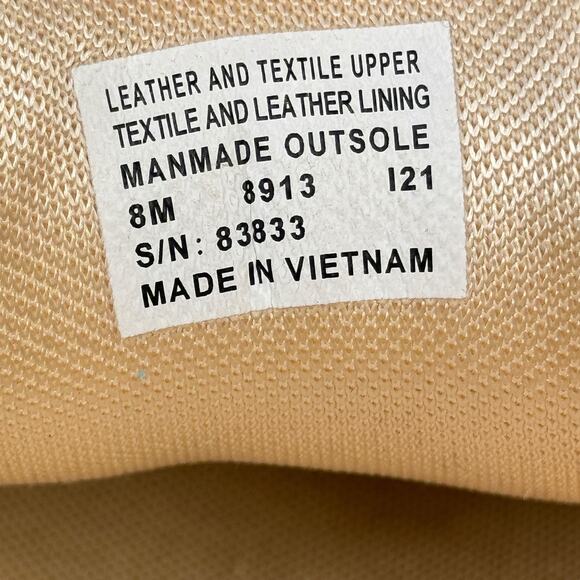 LEATHER AND TEXTILE UPPER
TEXTILE AND LEATHER LINING
MANMADE OUTSOLE
8M 8913 I21
S/N: 83833
MADE IN VIETNAM